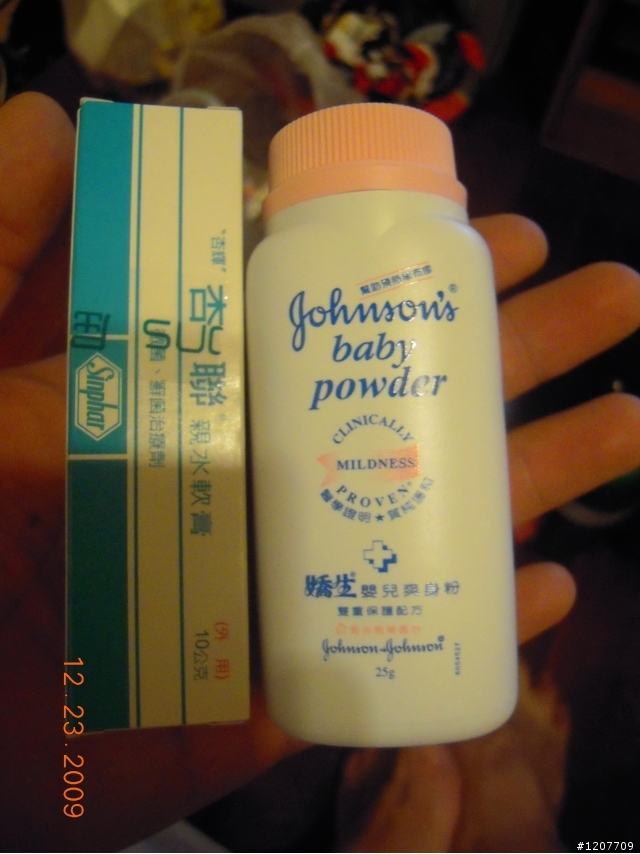 "杏輝"
杏聯 親水軟膏
Sinphar
(外用)
10公克
Johnson's®
baby
powder
CLINICALLY
MILDNESS
PROVEN
醫學證明★質純溫和
嬌生®嬰兒爽身粉
雙重保護配方
Johnson & Johnson®
25g
12.23.2009
#1207709